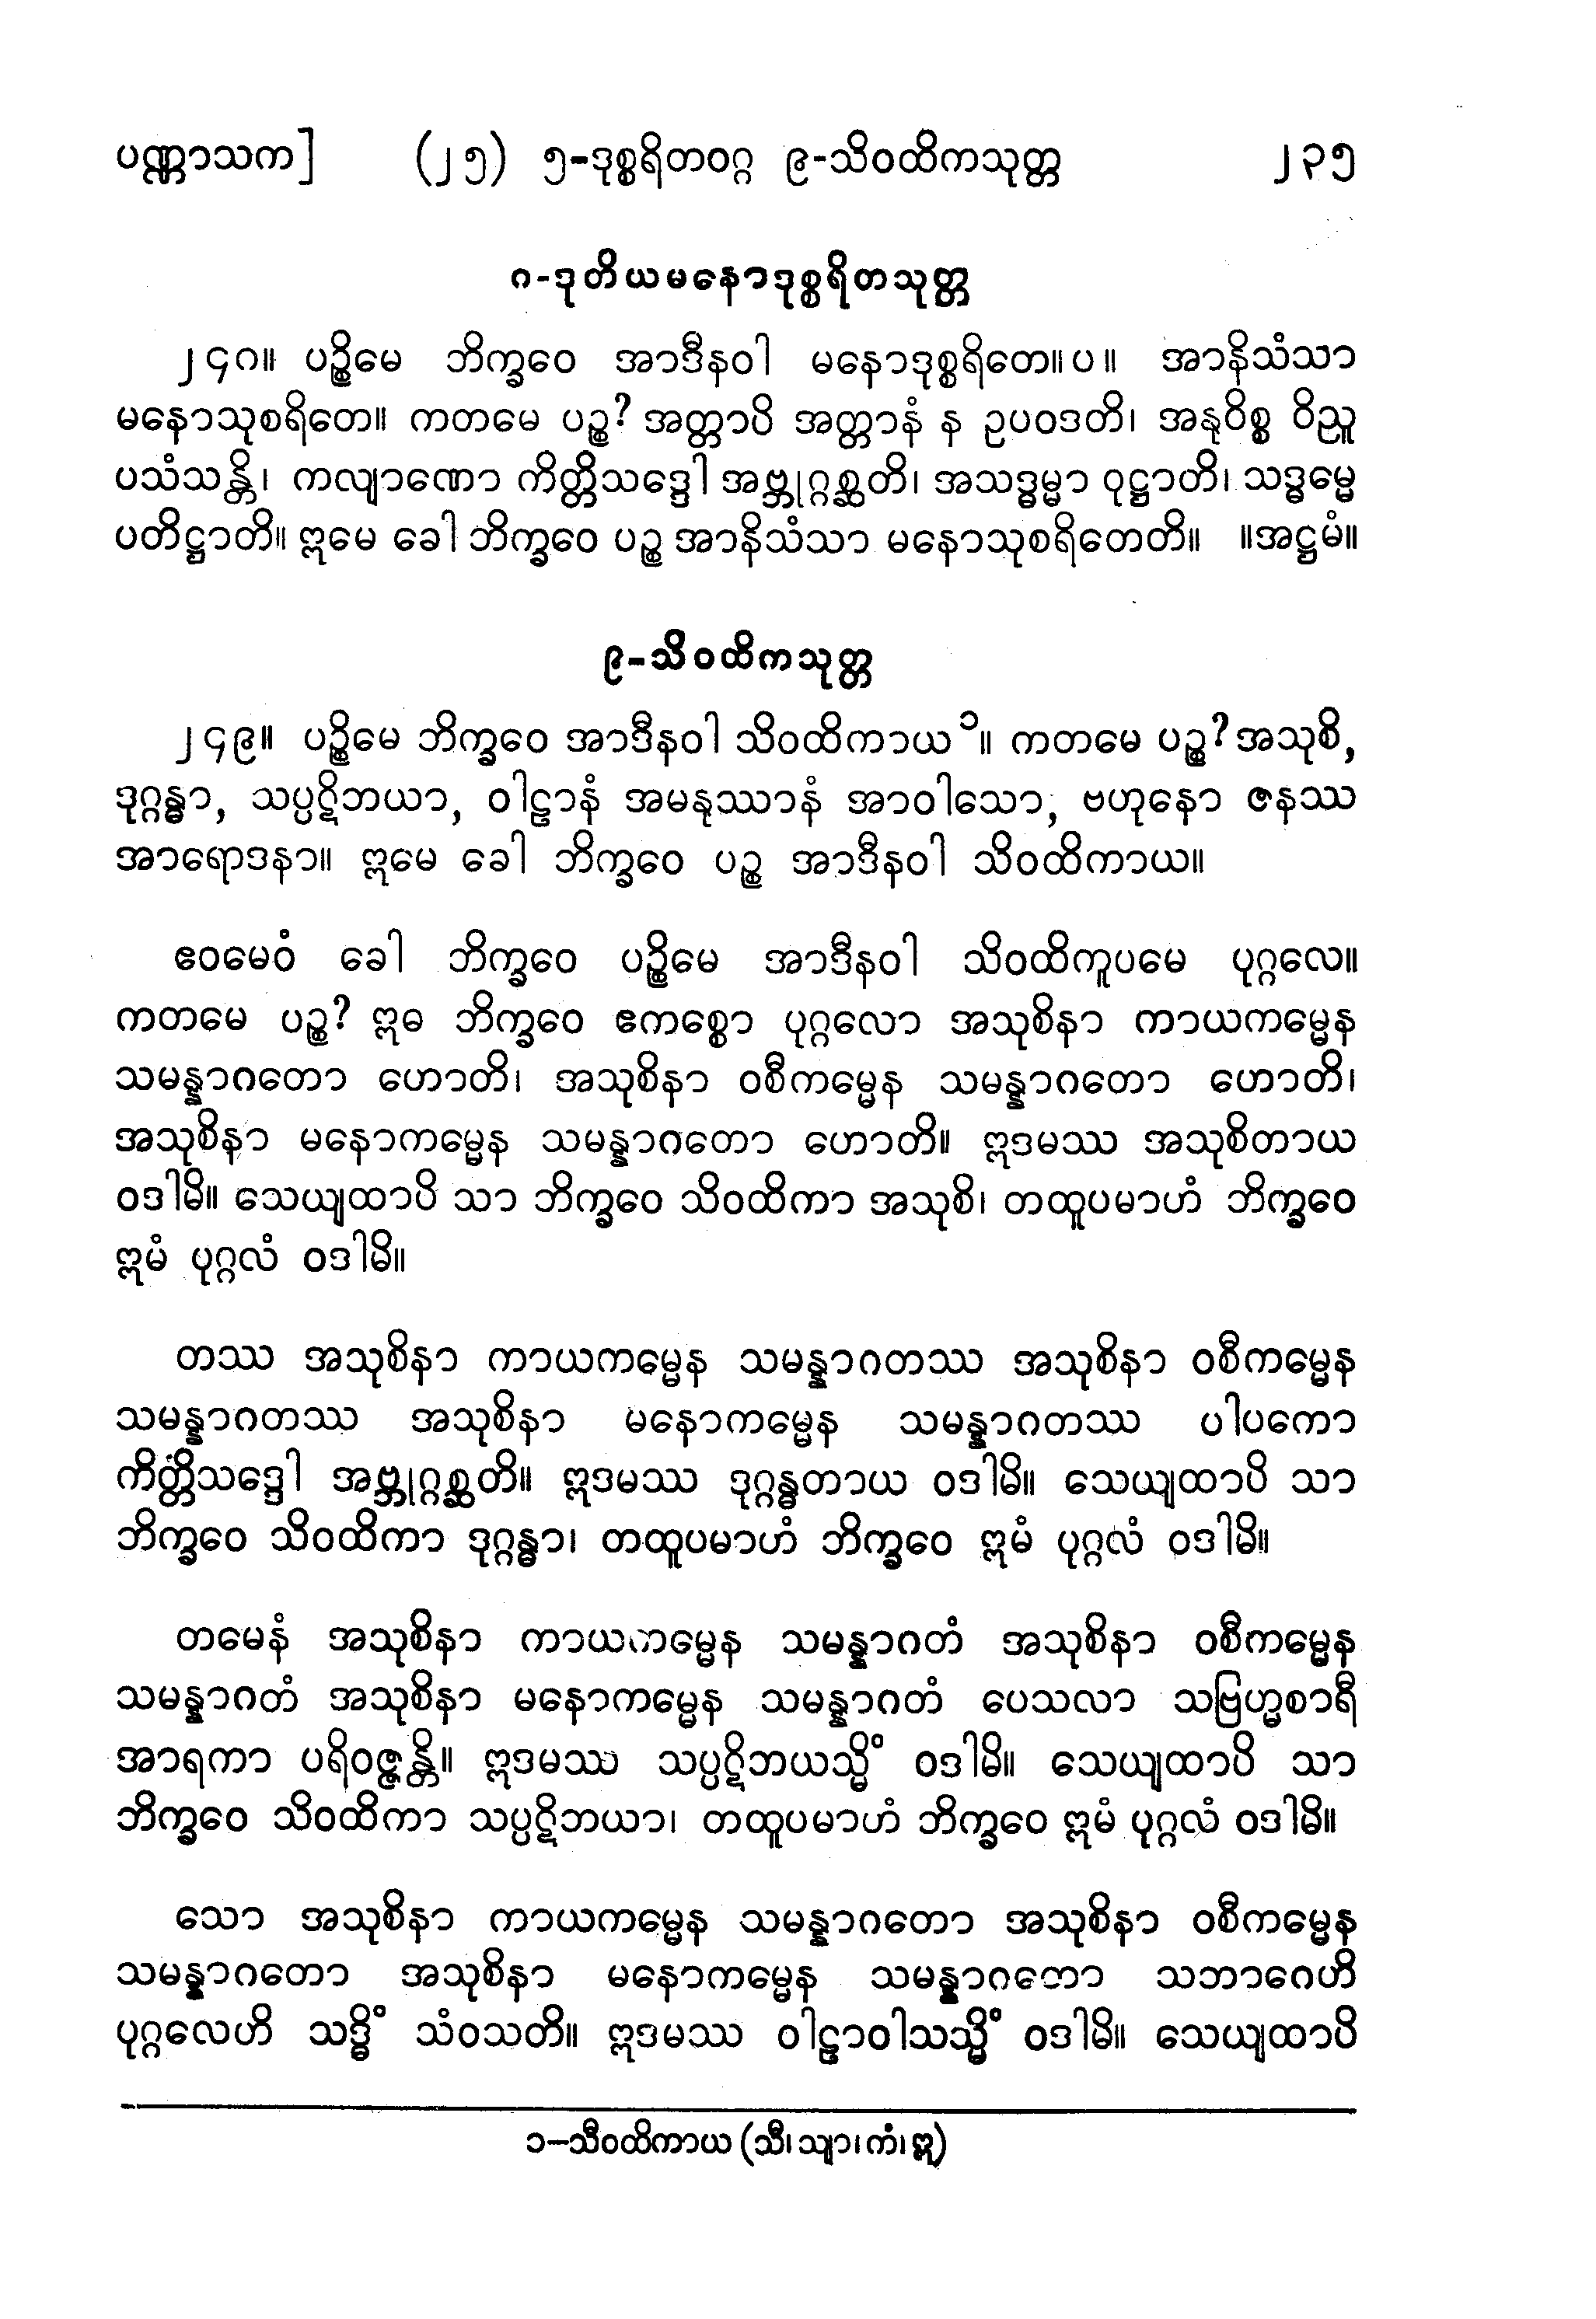 ပဏ္ဏာသက] (၂၅) ၅-ဒုစ္စရိတဝဂ္ဂ ၉-သိဝထိကသုတ္တ ၂၃၅
၈-ဒုတိယမနောဒုစ္စရိတသုတ္တ
၂၄၈။ ပဉ္စိမေ ဘိက္ခဝေ အာဒီနဝါ မနောဒုစ္စရိတေ။ပ။ အာနိသံသာ
မနောသုစရိတေ။ ကတမေ ပဉ္စ? အတ္တာပိ အတ္တာနံ န ဥပဝဒတိ၊ အနုဝိစ္စ ဝိညူ
ပသံသန္တိ၊ ကလျာဏော ကိတ္တိသဒ္ဒေါ အဗ္ဘုဂ္ဂစ္ဆတိ၊ အသဒ္ဓမ္မာ ဝုဋ္ဌာတိ၊ သဒ္ဓမ္မေ
ပတိဋ္ဌာတိ။ ဣမေ ခေါ ဘိက္ခဝေ ပဉ္စ အာနိသံသာ မနောသုစရိတေတိ။ ။အဋ္ဌမံ။
၉-သိဝထိကသုတ္တ
၂၄၉။ ပဉ္စိမေ ဘိက္ခဝေ အာဒီနဝါ သိဝထိကာယ၁။ ကတမေ ပဉ္စ? အသုစိ,
ဒုဂ္ဂန္ဓာ, သပ္ပဋိဘယာ, ဝါဠာနံ အမနုဿာနံ အာဝါသော, ဗဟုနော ဇနဿ
အာရောဒနာ။ ဣမေ ခေါ ဘိက္ခဝေ ပဉ္စ အာဒီနဝါ သိဝထိကာယ။
ဧဝမေဝံ ခေါ ဘိက္ခဝေ ပဉ္စိမေ အာဒီနဝါ သိဝထိကူပမေ ပုဂ္ဂလေ။
ကတမေ ပဉ္စ? ဣဓ ဘိက္ခဝေ ဧကစ္စော ပုဂ္ဂလော အသုစိနာ ကာယကမ္မေန
သမန္နာဂတော ဟောတိ၊ အသုစိနာ ဝစီကမ္မေန သမန္နာဂတော ဟောတိ၊
အသုစိနာ မနောကမ္မေန သမန္နာဂတော ဟောတိ။ ဣဒမဿ အသုစိတာယ
ဝဒါမိ။ သေယျထာပိ သာ ဘိက္ခဝေ သိဝထိကာ အသုစိ၊ တထူပမာဟံ ဘိက္ခဝေ
ဣမံ ပုဂ္ဂလံ ဝဒါမိ။
တဿ အသုစိနာ ကာယကမ္မေန သမန္နာဂတဿ အသုစိနာ ဝစီကမ္မေန
သမန္နာဂတဿ အသုစိနာ မနောကမ္မေန သမန္နာဂတဿ ပါပကော
ကိတ္တိသဒ္ဒေါ အဗ္ဘုဂ္ဂစ္ဆတိ။ ဣဒမဿ ဒုဂ္ဂန္ဓတာယ ဝဒါမိ။ သေယျထာပိ သာ
ဘိက္ခဝေ သိဝထိကာ ဒုဂ္ဂန္ဓာ၊ တထူပမာဟံ ဘိက္ခဝေ ဣမံ ပုဂ္ဂလံ ဝဒါမိ။
တမေနံ အသုစိနာ ကာယကမ္မေန သမန္နာဂတံ အသုစိနာ ဝစီကမ္မေန
သမန္နာဂတံ အသုစိနာ မနောကမ္မေန သမန္နာဂတံ ပေသလာ သဗြဟ္မစာရီ
အာရကာ ပရိဝဇ္ဇန္တိ။ ဣဒမဿ သပ္ပဋိဘယသ္မိံ ဝဒါမိ။ သေယျထာပိ သာ
ဘိက္ခဝေ သိဝထိကာ သပ္ပဋိဘယာ၊ တထူပမာဟံ ဘိက္ခဝေ ဣမံ ပုဂ္ဂလံ ဝဒါမိ။
သော အသုစိနာ ကာယကမ္မေန သမန္နာဂတော အသုစိနာ ဝစီကမ္မေန
သမန္နာဂတော အသုစိနာ မနောကမ္မေန သမန္နာဂတော သဘာဂေဟိ
ပုဂ္ဂလေဟိ သဒ္ဓိံ သံဝသတိ။ ဣဒမဿ ဝါဠာဝါသသ္မိံ ဝဒါမိ။ သေယျထာပိ
၁–သီဝထိကာယ (သီ၊ သျာ၊ ကံ၊ ဣ)